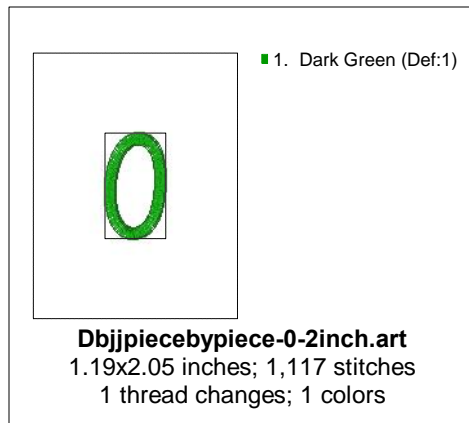 1. Dark Green (Def:1)
0
Dbjjpiecebypiece-0-2inch.art
1.19x2.05 inches; 1,117 stitches
1 thread changes; 1 colors